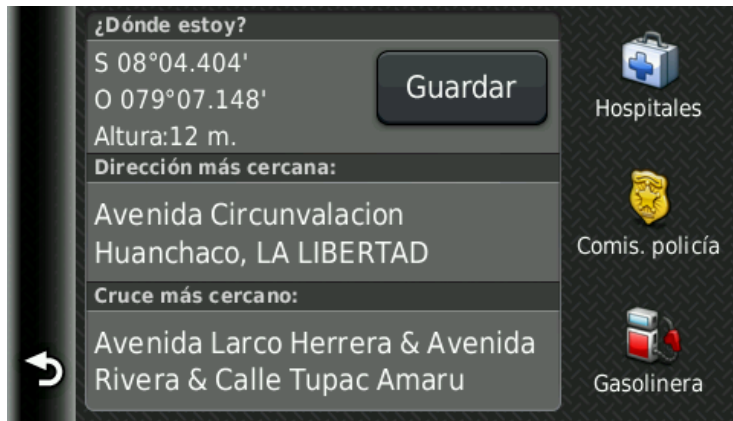 ¿Dónde estoy?
S 08°04.404'
O 079°07.148'
Altura:12 m.
Guardar
Dirección más cercana:
Avenida Circunvalacion
Huanchaco, LA LIBERTAD
Cruce más cercano:
Avenida Larco Herrera & Avenida
Rivera & Calle Tupac Amaru
Hospitales
Comis. policía
Gasolinera